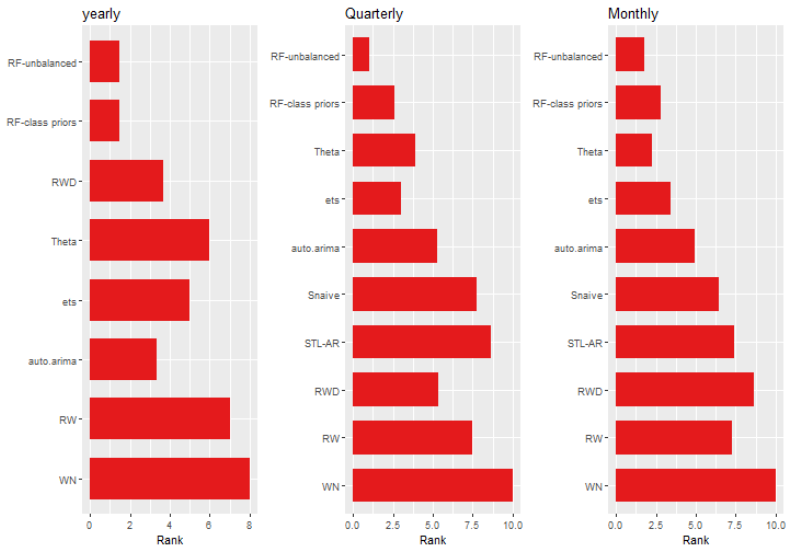 yearly
RF-unbalanced
RF-class priors
RWD
Theta
ets
auto.arima
RW
WN
0 2 4 6 8
Rank
Quarterly
RF-unbalanced
RF-class priors
Theta
ets
auto.arima
Snaive
STL-AR
RWD
RW
WN
0.0 2.5 5.0 7.5 10.0
Rank
Monthly
RF-unbalanced
RF-class priors
Theta
ets
auto.arima
Snaive
STL-AR
RWD
RW
WN
0.0 2.5 5.0 7.5 10.0
Rank